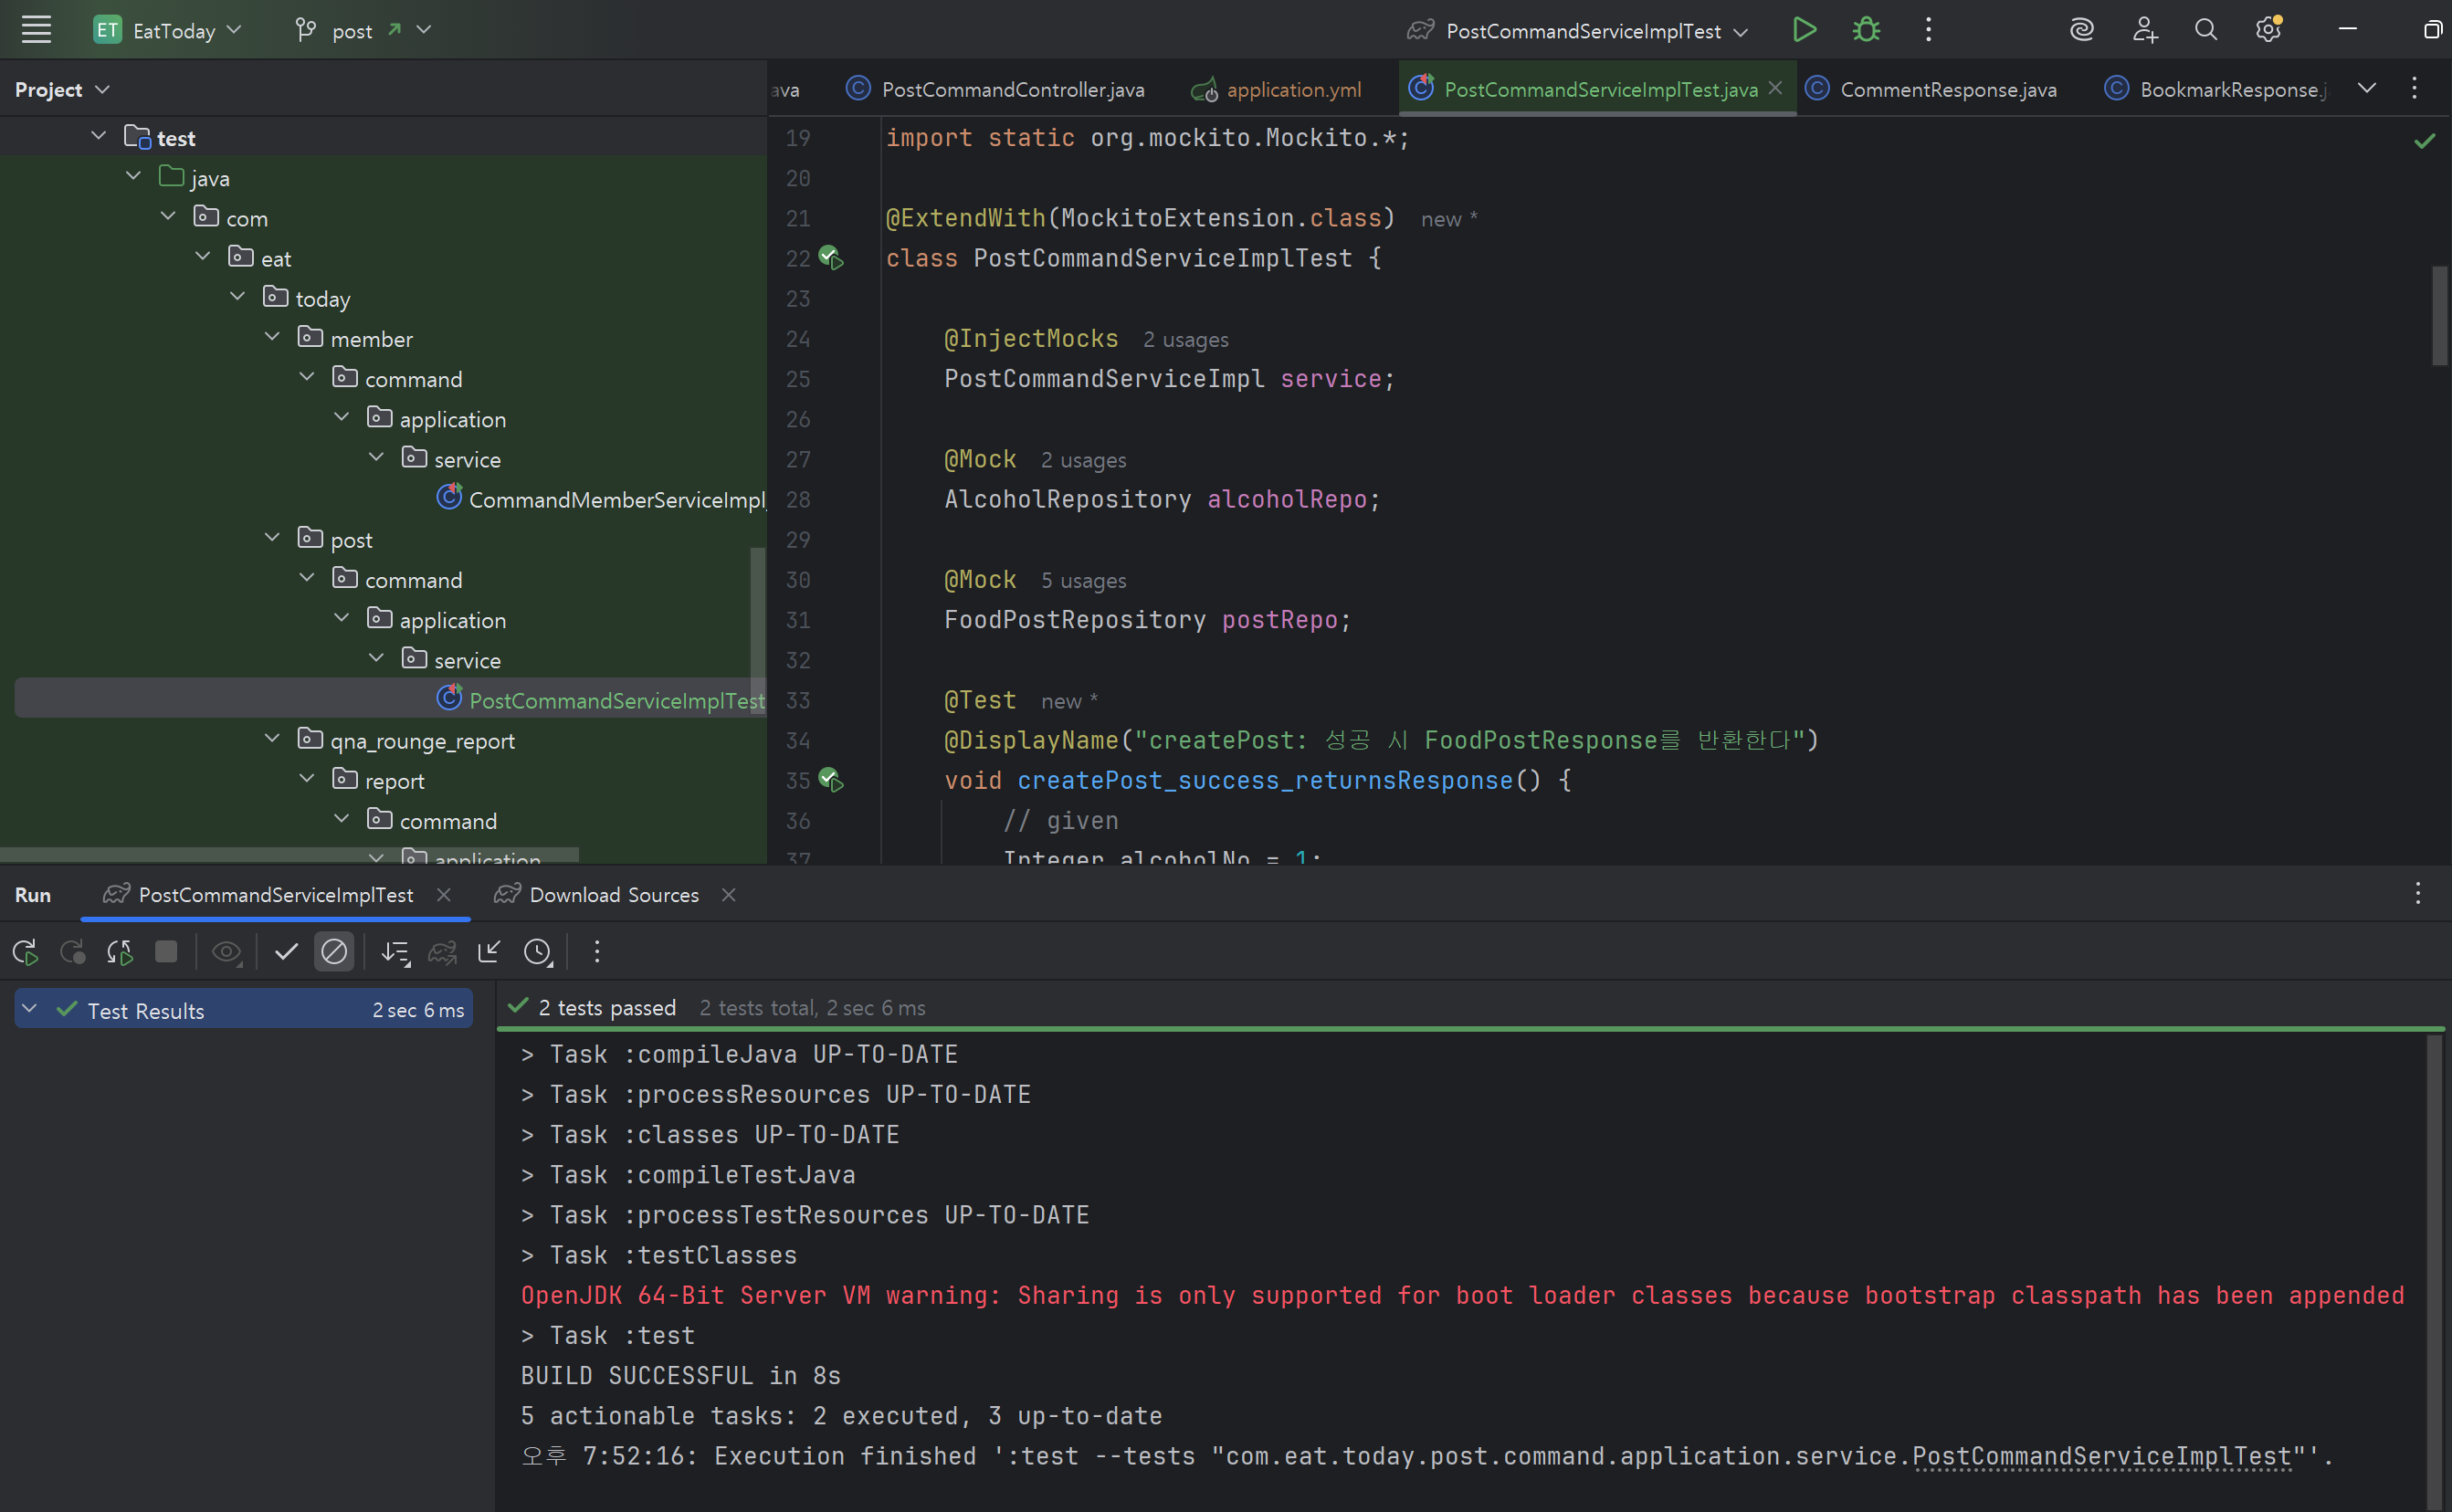 ET EatToday post PostCommandServiceImplTest
Project
ava PostCommandController.java application.yml PostCommandServiceImplTest.java CommentResponse.java BookmarkResponse.j
test
java
com
eat
today
member
command
application
service
CommandMemberServiceImpl
post
command
application
service
PostCommandServiceImplTest
qna_rounge_report
report
command
application
19 import static org.mockito.Mockito.*;
20
21 @ExtendWith(MockitoExtension.class) new *
22 class PostCommandServiceImplTest {
23
24 @InjectMocks 2 usages
25 PostCommandServiceImpl service;
26
27 @Mock 2 usages
28 AlcoholRepository alcoholRepo;
29
30 @Mock 5 usages
31 FoodPostRepository postRepo;
32
33 @Test new *
34 @DisplayName("createPost: 성공 시 FoodPostResponse를 반환한다")
35 void createPost_success_returnsResponse() {
36 // given
37 Integer alcoholNo = 1;
Run PostCommandServiceImplTest Download Sources
Test Results 2 sec 6 ms
2 tests passed 2 tests total, 2 sec 6 ms
> Task :compileJava UP-TO-DATE
> Task :processResources UP-TO-DATE
> Task :classes UP-TO-DATE
> Task :compileTestJava
> Task :processTestResources UP-TO-DATE
> Task :testClasses
OpenJDK 64-Bit Server VM warning: Sharing is only supported for boot loader classes because bootstrap classpath has been appended
> Task :test
BUILD SUCCESSFUL in 8s
5 actionable tasks: 2 executed, 3 up-to-date
오후 7:52:16: Execution finished ':test --tests "com.eat.today.post.command.application.service.PostCommandServiceImplTest"'.